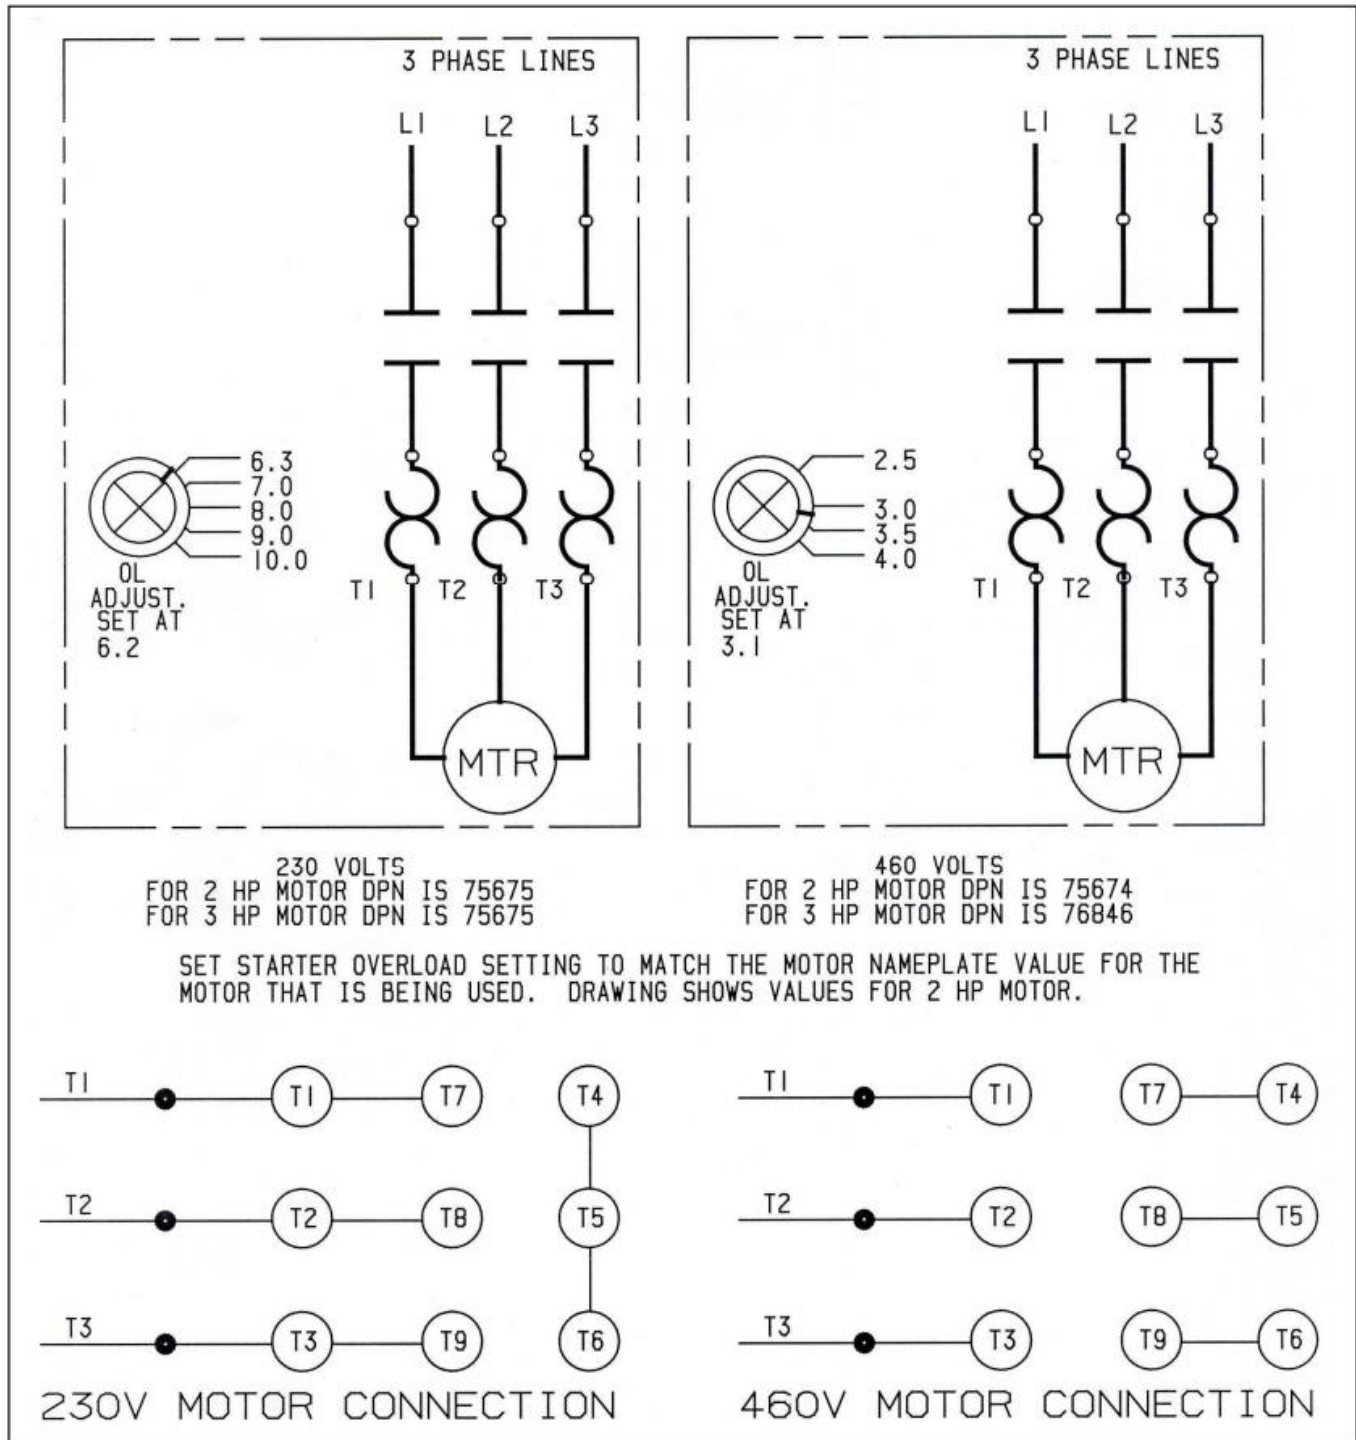 3 PHASE LINES
L1 L2 L3
6.3
7.0
8.0
9.0
10.0
OL
ADJUST.
SET AT
6.2
T1 T2 T3
MTR
230 VOLTS
FOR 2 HP MOTOR DPN IS 75675
FOR 3 HP MOTOR DPN IS 75675
3 PHASE LINES
L1 L2 L3
2.5
3.0
3.5
4.0
OL
ADJUST.
SET AT
3.1
T1 T2 T3
MTR
460 VOLTS
FOR 2 HP MOTOR DPN IS 75674
FOR 3 HP MOTOR DPN IS 76846
SET STARTER OVERLOAD SETTING TO MATCH THE MOTOR NAMEPLATE VALUE FOR THE
MOTOR THAT IS BEING USED. DRAWING SHOWS VALUES FOR 2 HP MOTOR.
T1 T1 T7 T4
T2 T2 T8 T5
T3 T3 T9 T6
230V MOTOR CONNECTION
T1 T1 T7 T4
T2 T2 T8 T5
T3 T3 T9 T6
460V MOTOR CONNECTION